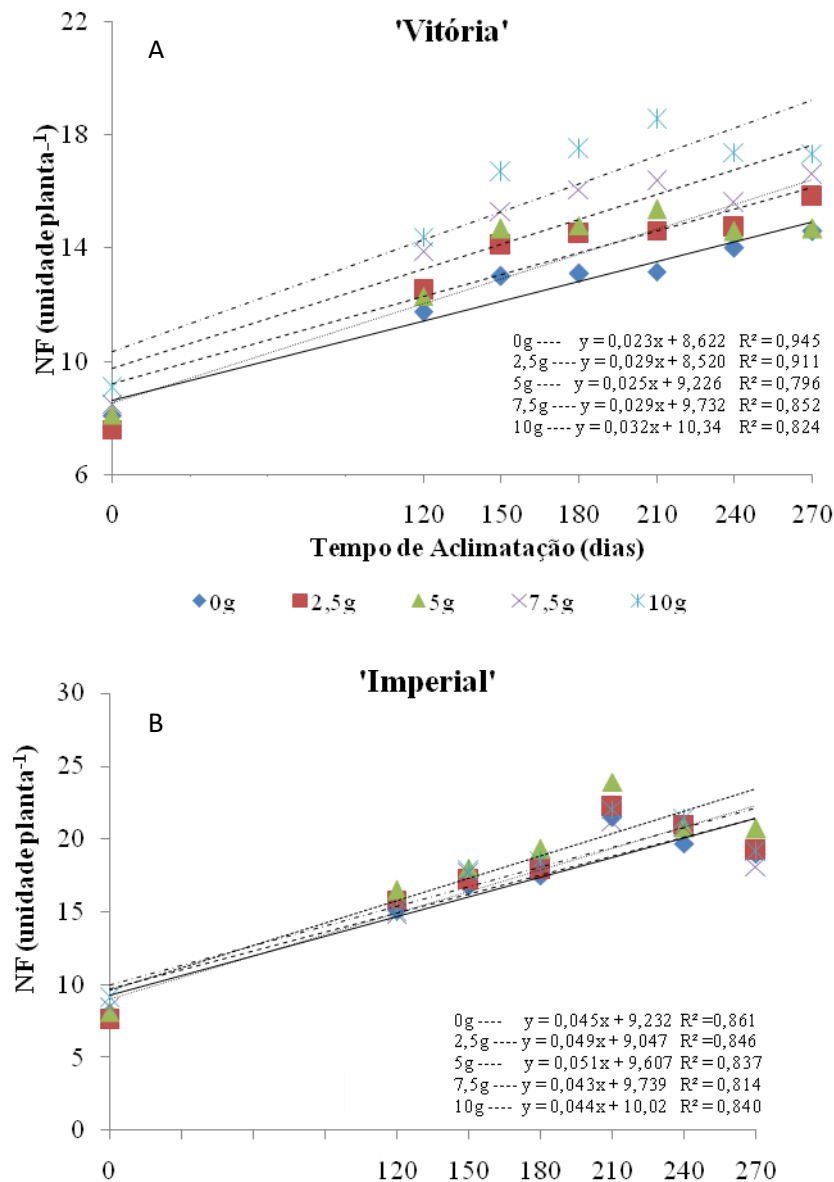 'Vitória'
A
22
18
14
10
6
NF (unidade planta-1)
0g ---- y = 0,023x + 8,622 R² = 0,945
2,5g ---- y = 0,029x + 8,520 R² = 0,911
5g ---- y = 0,025x + 9,226 R² = 0,796
7,5g ---- y = 0,029x + 9,732 R² = 0,852
10g ---- y = 0,032x + 10,34 R² = 0,824
0 120 150 180 210 240 270
Tempo de Aclimatação (dias)
0g 2,5g 5g 7,5g 10g
'Imperial'
B
30
25
20
15
10
5
0
NF (unidade planta-1)
0g ---- y = 0,045x + 9,232 R² = 0,861
2,5g ---- y = 0,049x + 9,047 R² = 0,846
5g ---- y = 0,051x + 9,607 R² = 0,837
7,5g ---- y = 0,043x + 9,739 R² = 0,814
10g ---- y = 0,044x + 10,02 R² = 0,840
0 120 150 180 210 240 270